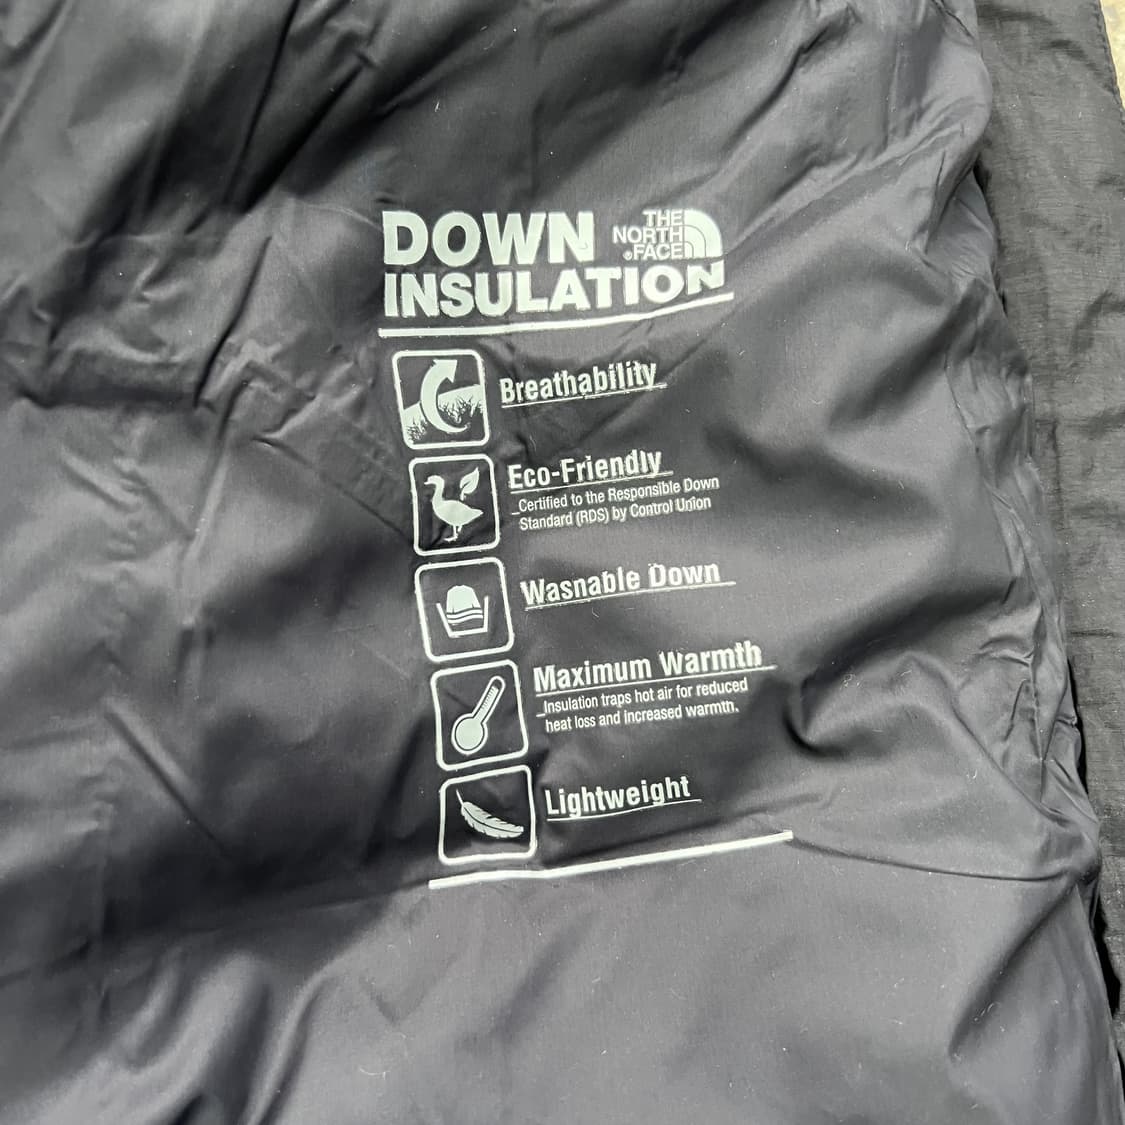 DOWN
THE
NORTH
FACE
INSULATION
Breathability
Eco-Friendly
Certified to the Responsible Down
Standard (RDS) by Control Union
Wasnable Down
Maximum Warmth
Insulation traps hot air for reduced
heat loss and increased warmth.
Lightweight